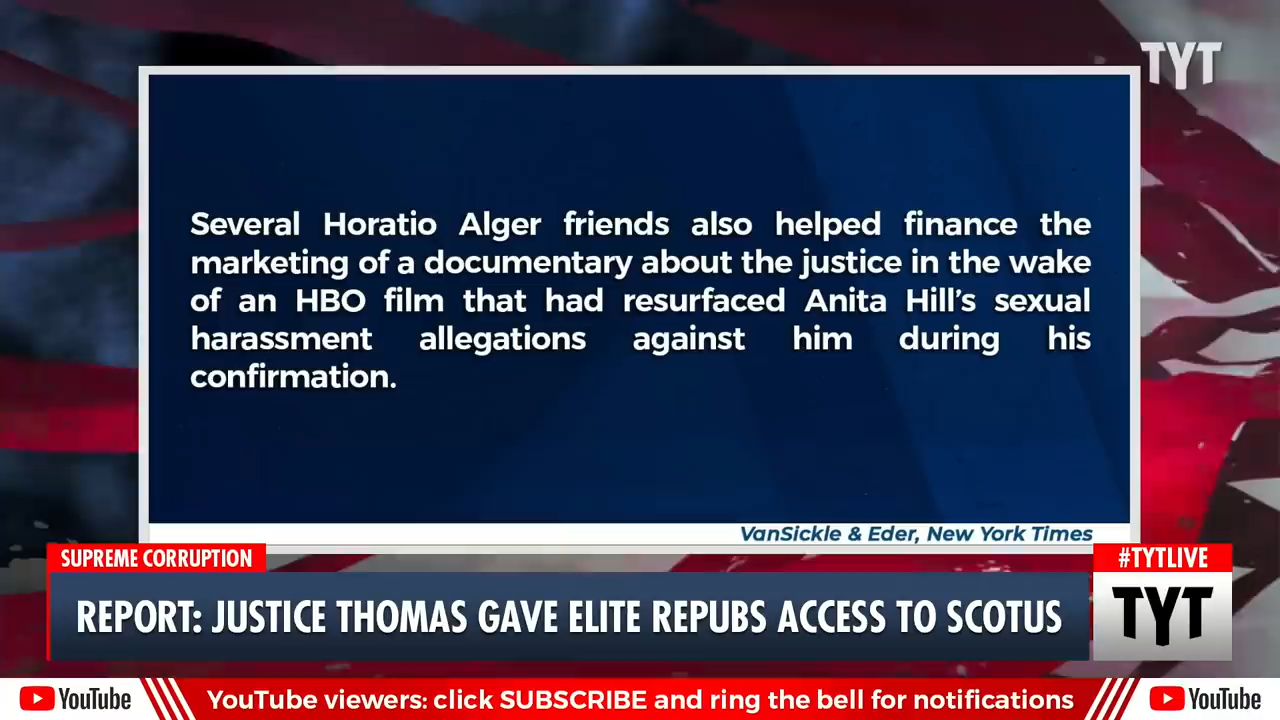 TYT
Several Horatio Alger friends also helped finance the
marketing of a documentary about the justice in the wake
of an HBO film that had resurfaced Anita Hill’s sexual
harassment allegations against him during his
confirmation.
VanSickle & Eder, New York Times
SUPREME CORRUPTION
#TYTLIVE
REPORT: JUSTICE THOMAS GAVE ELITE REPUBS ACCESS TO SCOTUS
TYT
YouTube
YouTube viewers: click SUBSCRIBE and ring the bell for notifications
YouTube